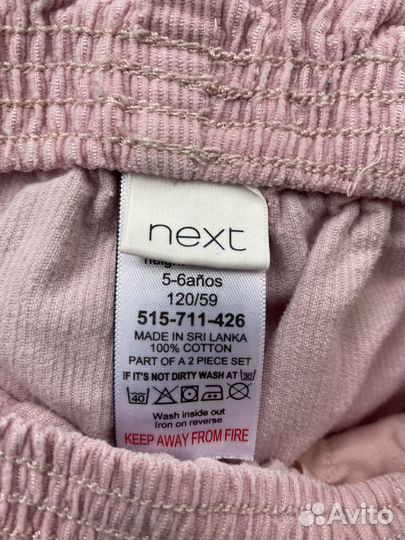 next
5-6años
120/59
515-711-426
MADE IN SRI LANKA
100% COTTON
PART OF A 2 PIECE SET
IF IT'S NOT DIRTY WASH AT 30
40
Wash inside out
Iron on reverse
KEEP AWAY FROM FIRE
Avito